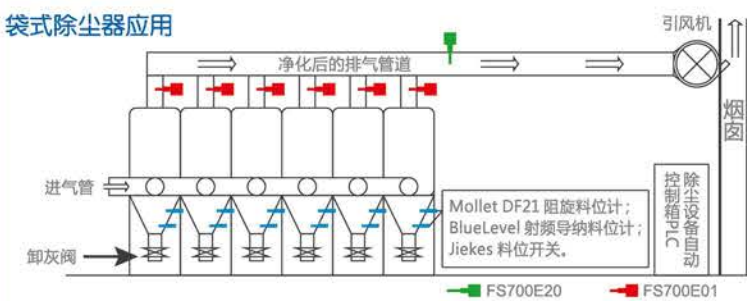 袋式除尘器应用
引风机
净化后的排气管道
烟囱
进气管
Mollet DF21 阻旋料位计；
BlueLevel 射频导纳料位计；
Jiekes 料位开关。
除尘设备自动
控制箱PLC
卸灰阀
FS700E20
FS700E01